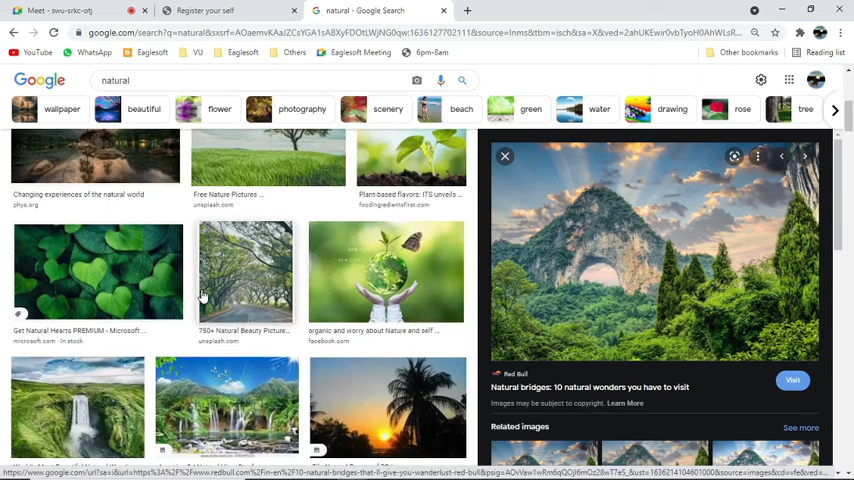 Meet - swu-srkc-otj
Register your self
natural - Google Search
google.com/search?q=natural&sxsrf=AOaemvKAaJZCsYGA1sABXyFDOtLWjNG0qw:1636127702111&source=lnms&tbm=isch&sa=X&ved=2ahUKEwir0vbTyoH0AhWLsR...
YouTube WhatsApp Eaglesoft VU Eaglesoft Others Eaglesoft Meeting 6pm-8am Other bookmarks Reading list
Google natural
wallpaper beautiful flower photography scenery beach green water drawing rose tree
Changing experiences of the natural world
phys.org
Free Nature Pictures ...
unsplash.com
Plant-based flavors: ITS unveils ...
foodingredientsfirst.com
Get Natural Hearts PREMIUM - Microsoft ...
microsoft.com · In stock
750+ Natural Beauty Picture...
unsplash.com
organic and worry about Nature and self ...
facebook.com
Red Bull
Natural bridges: 10 natural wonders you have to visit
Visit
Images may be subject to copyright. Learn More
Related images
See more